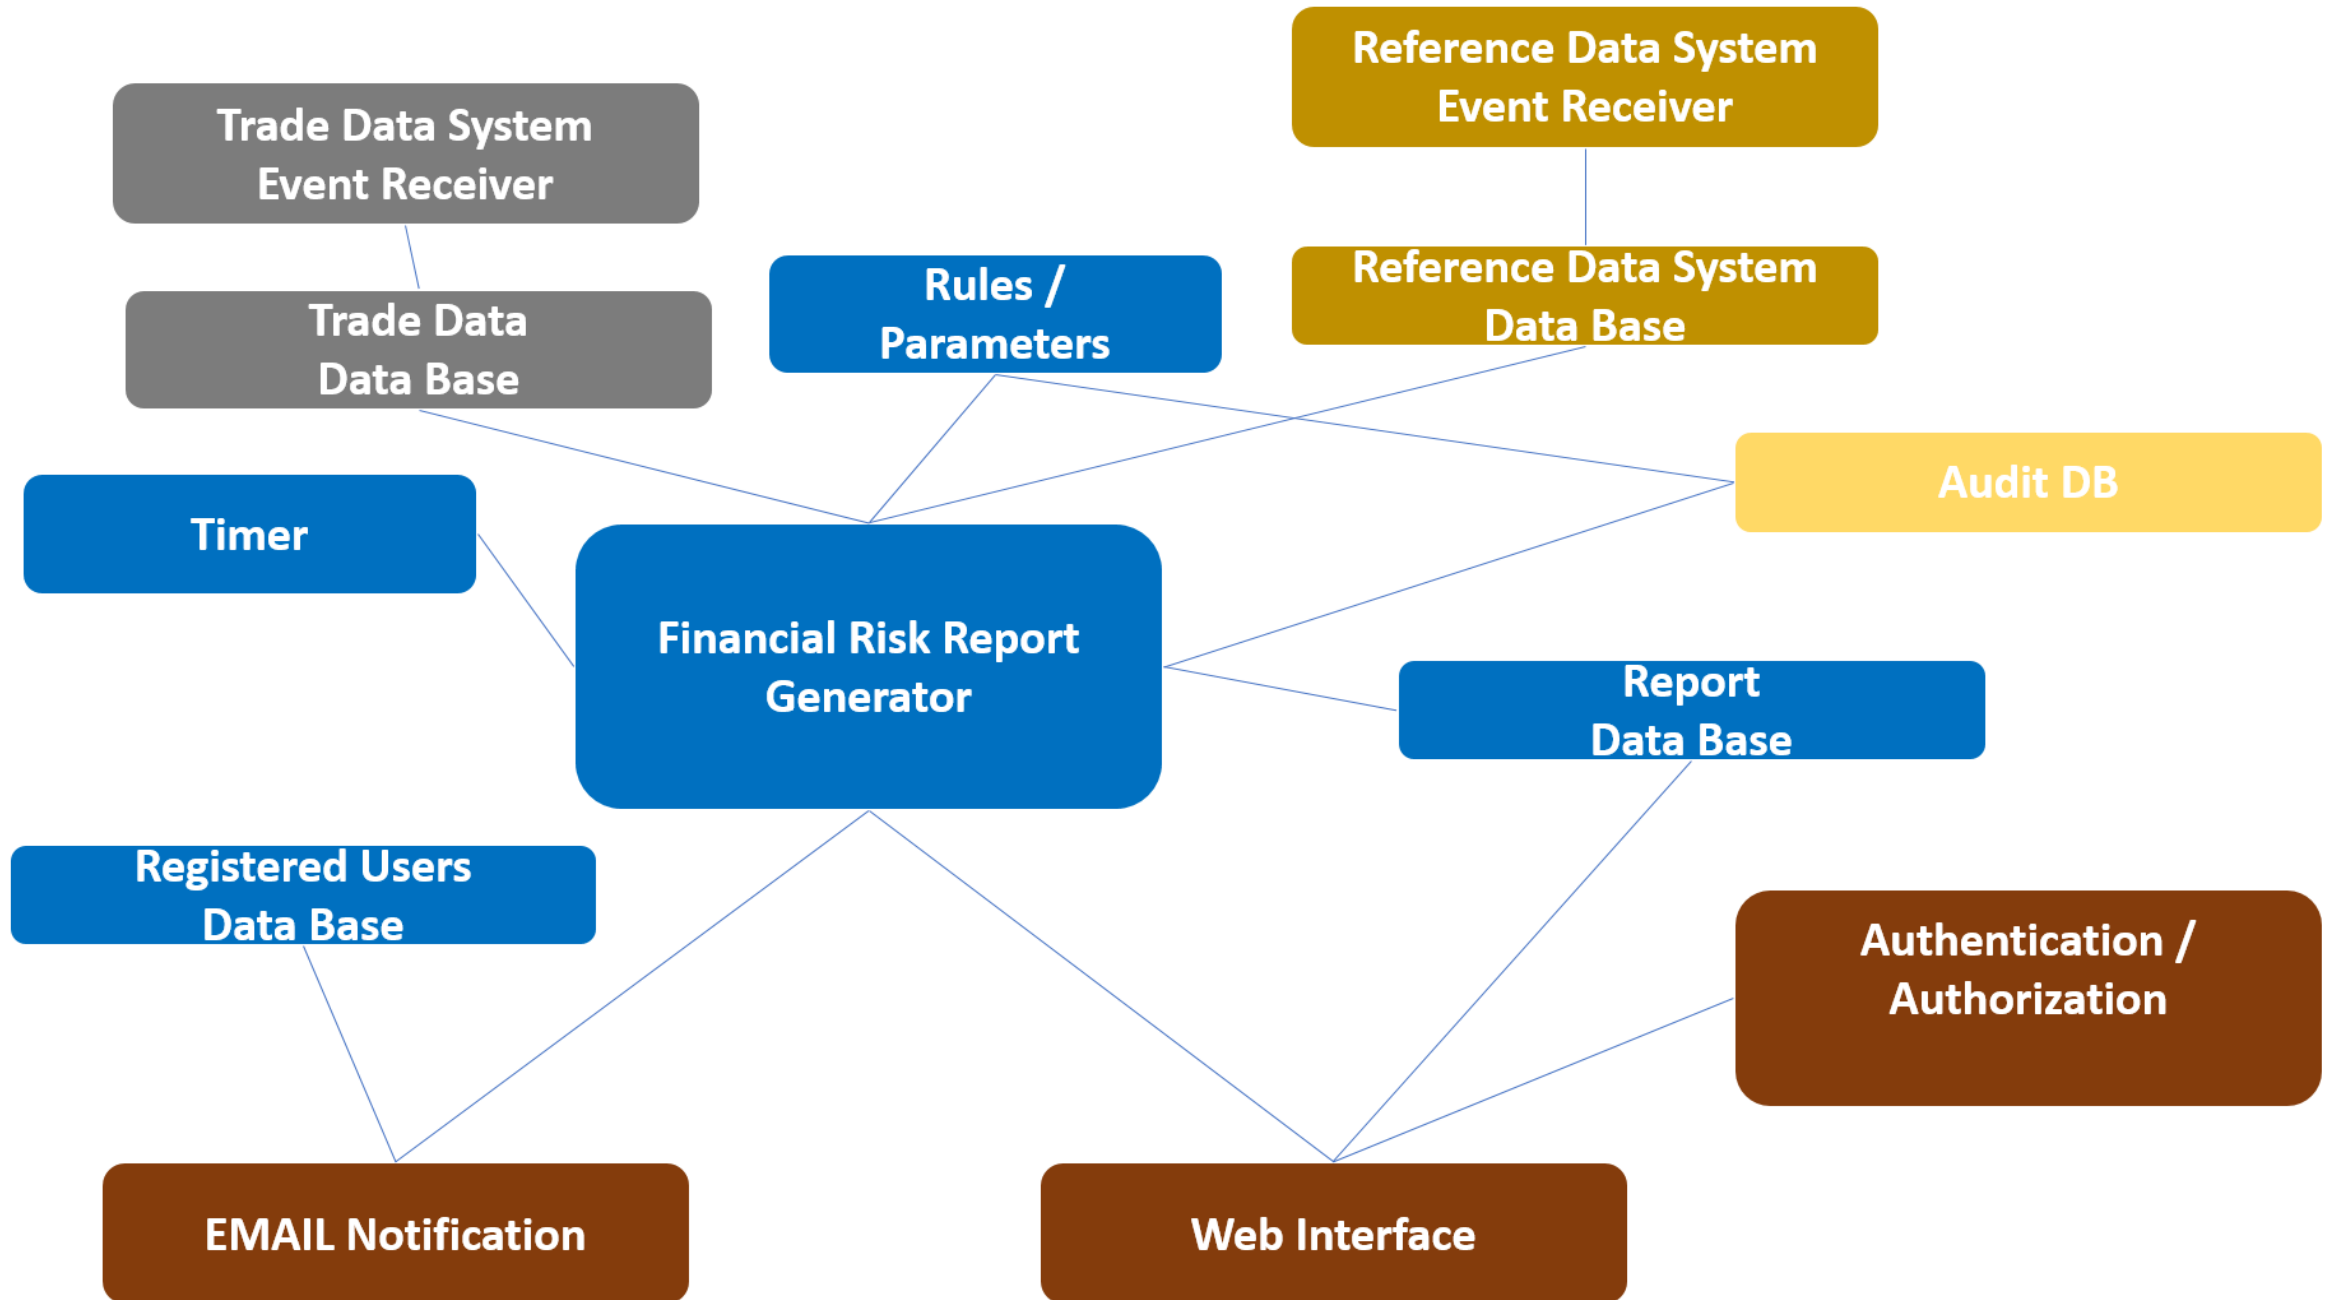 Reference Data System
Event Receiver
Trade Data System
Event Receiver
Rules /
Parameters
Reference Data System
Data Base
Trade Data
Data Base
Audit DB
Timer
Financial Risk Report
Generator
Report
Data Base
Registered Users
Data Base
Authentication /
Authorization
EMAIL Notification
Web Interface